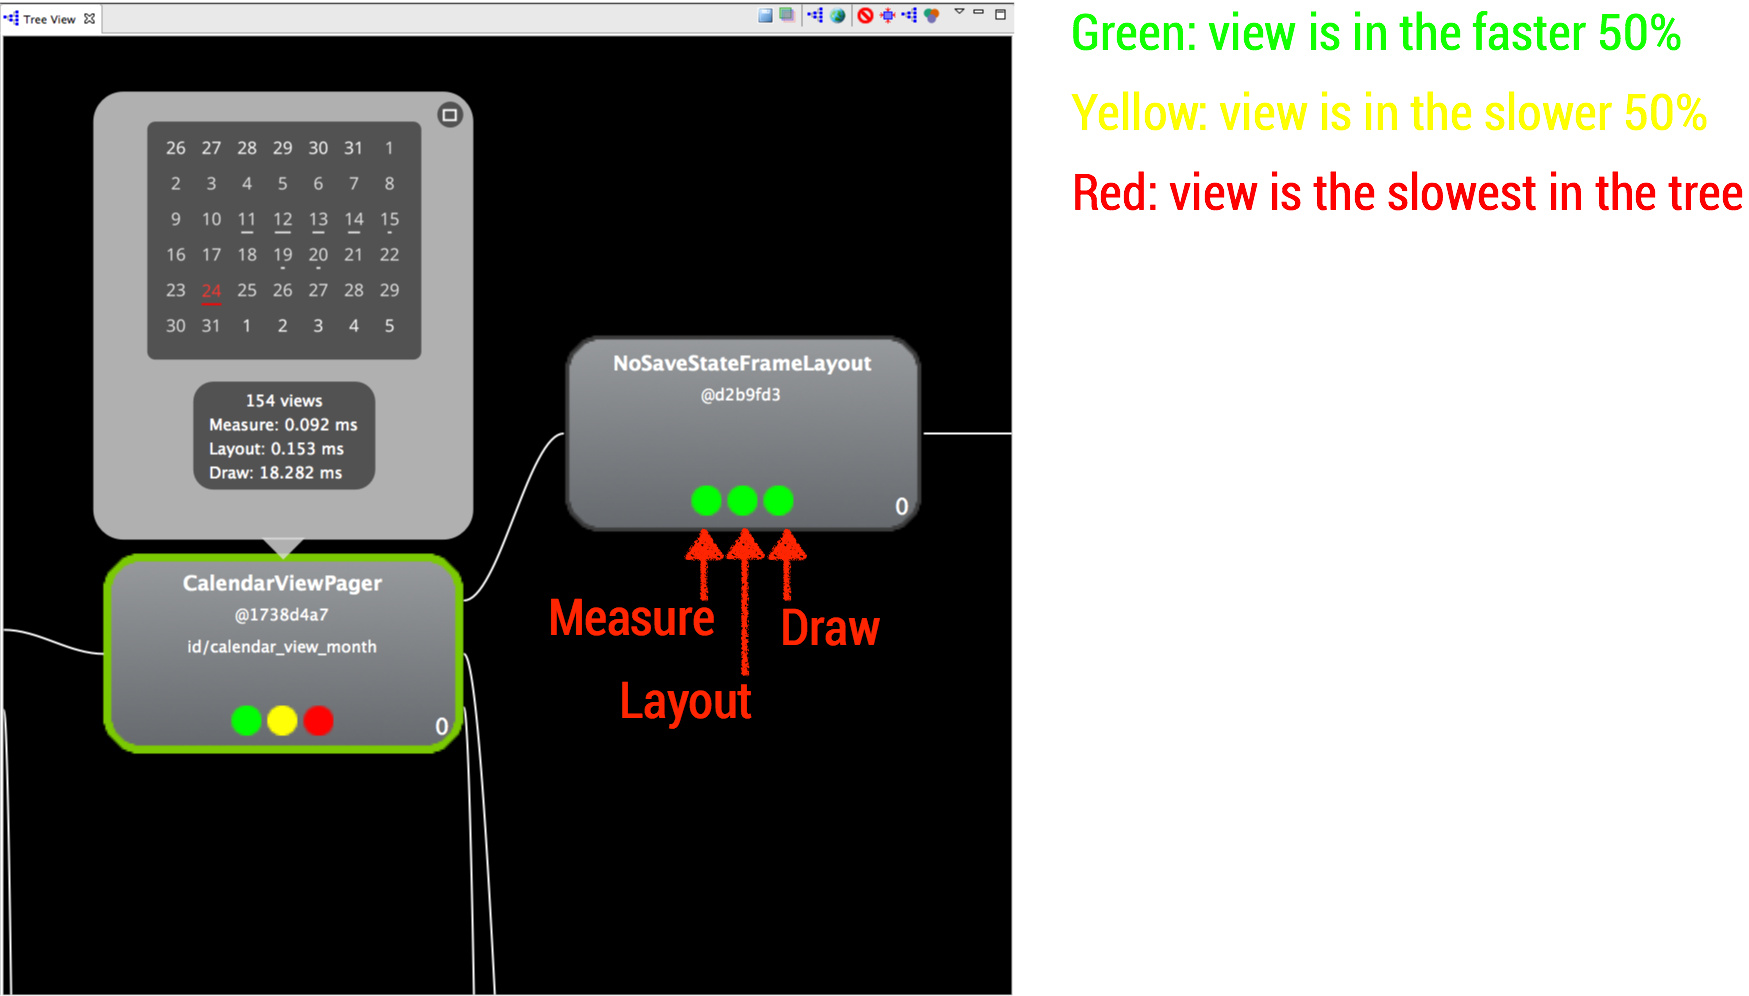 Tree View
26 27 28 29 30 31 1
2 3 4 5 6 7 8
9 10 11 12 13 14 15
16 17 18 19 20 21 22
23 24 25 26 27 28 29
30 31 1 2 3 4 5
154 views
Measure: 0.092 ms
Layout: 0.153 ms
Draw: 18.282 ms
CalendarViewPager
@1738d4a7
id/calendar_view_month
0
NoSaveStateFrameLayout
@d2b9fd3
0
Measure
Draw
Layout
Green: view is in the faster 50%
Yellow: view is in the slower 50%
Red: view is the slowest in the tree